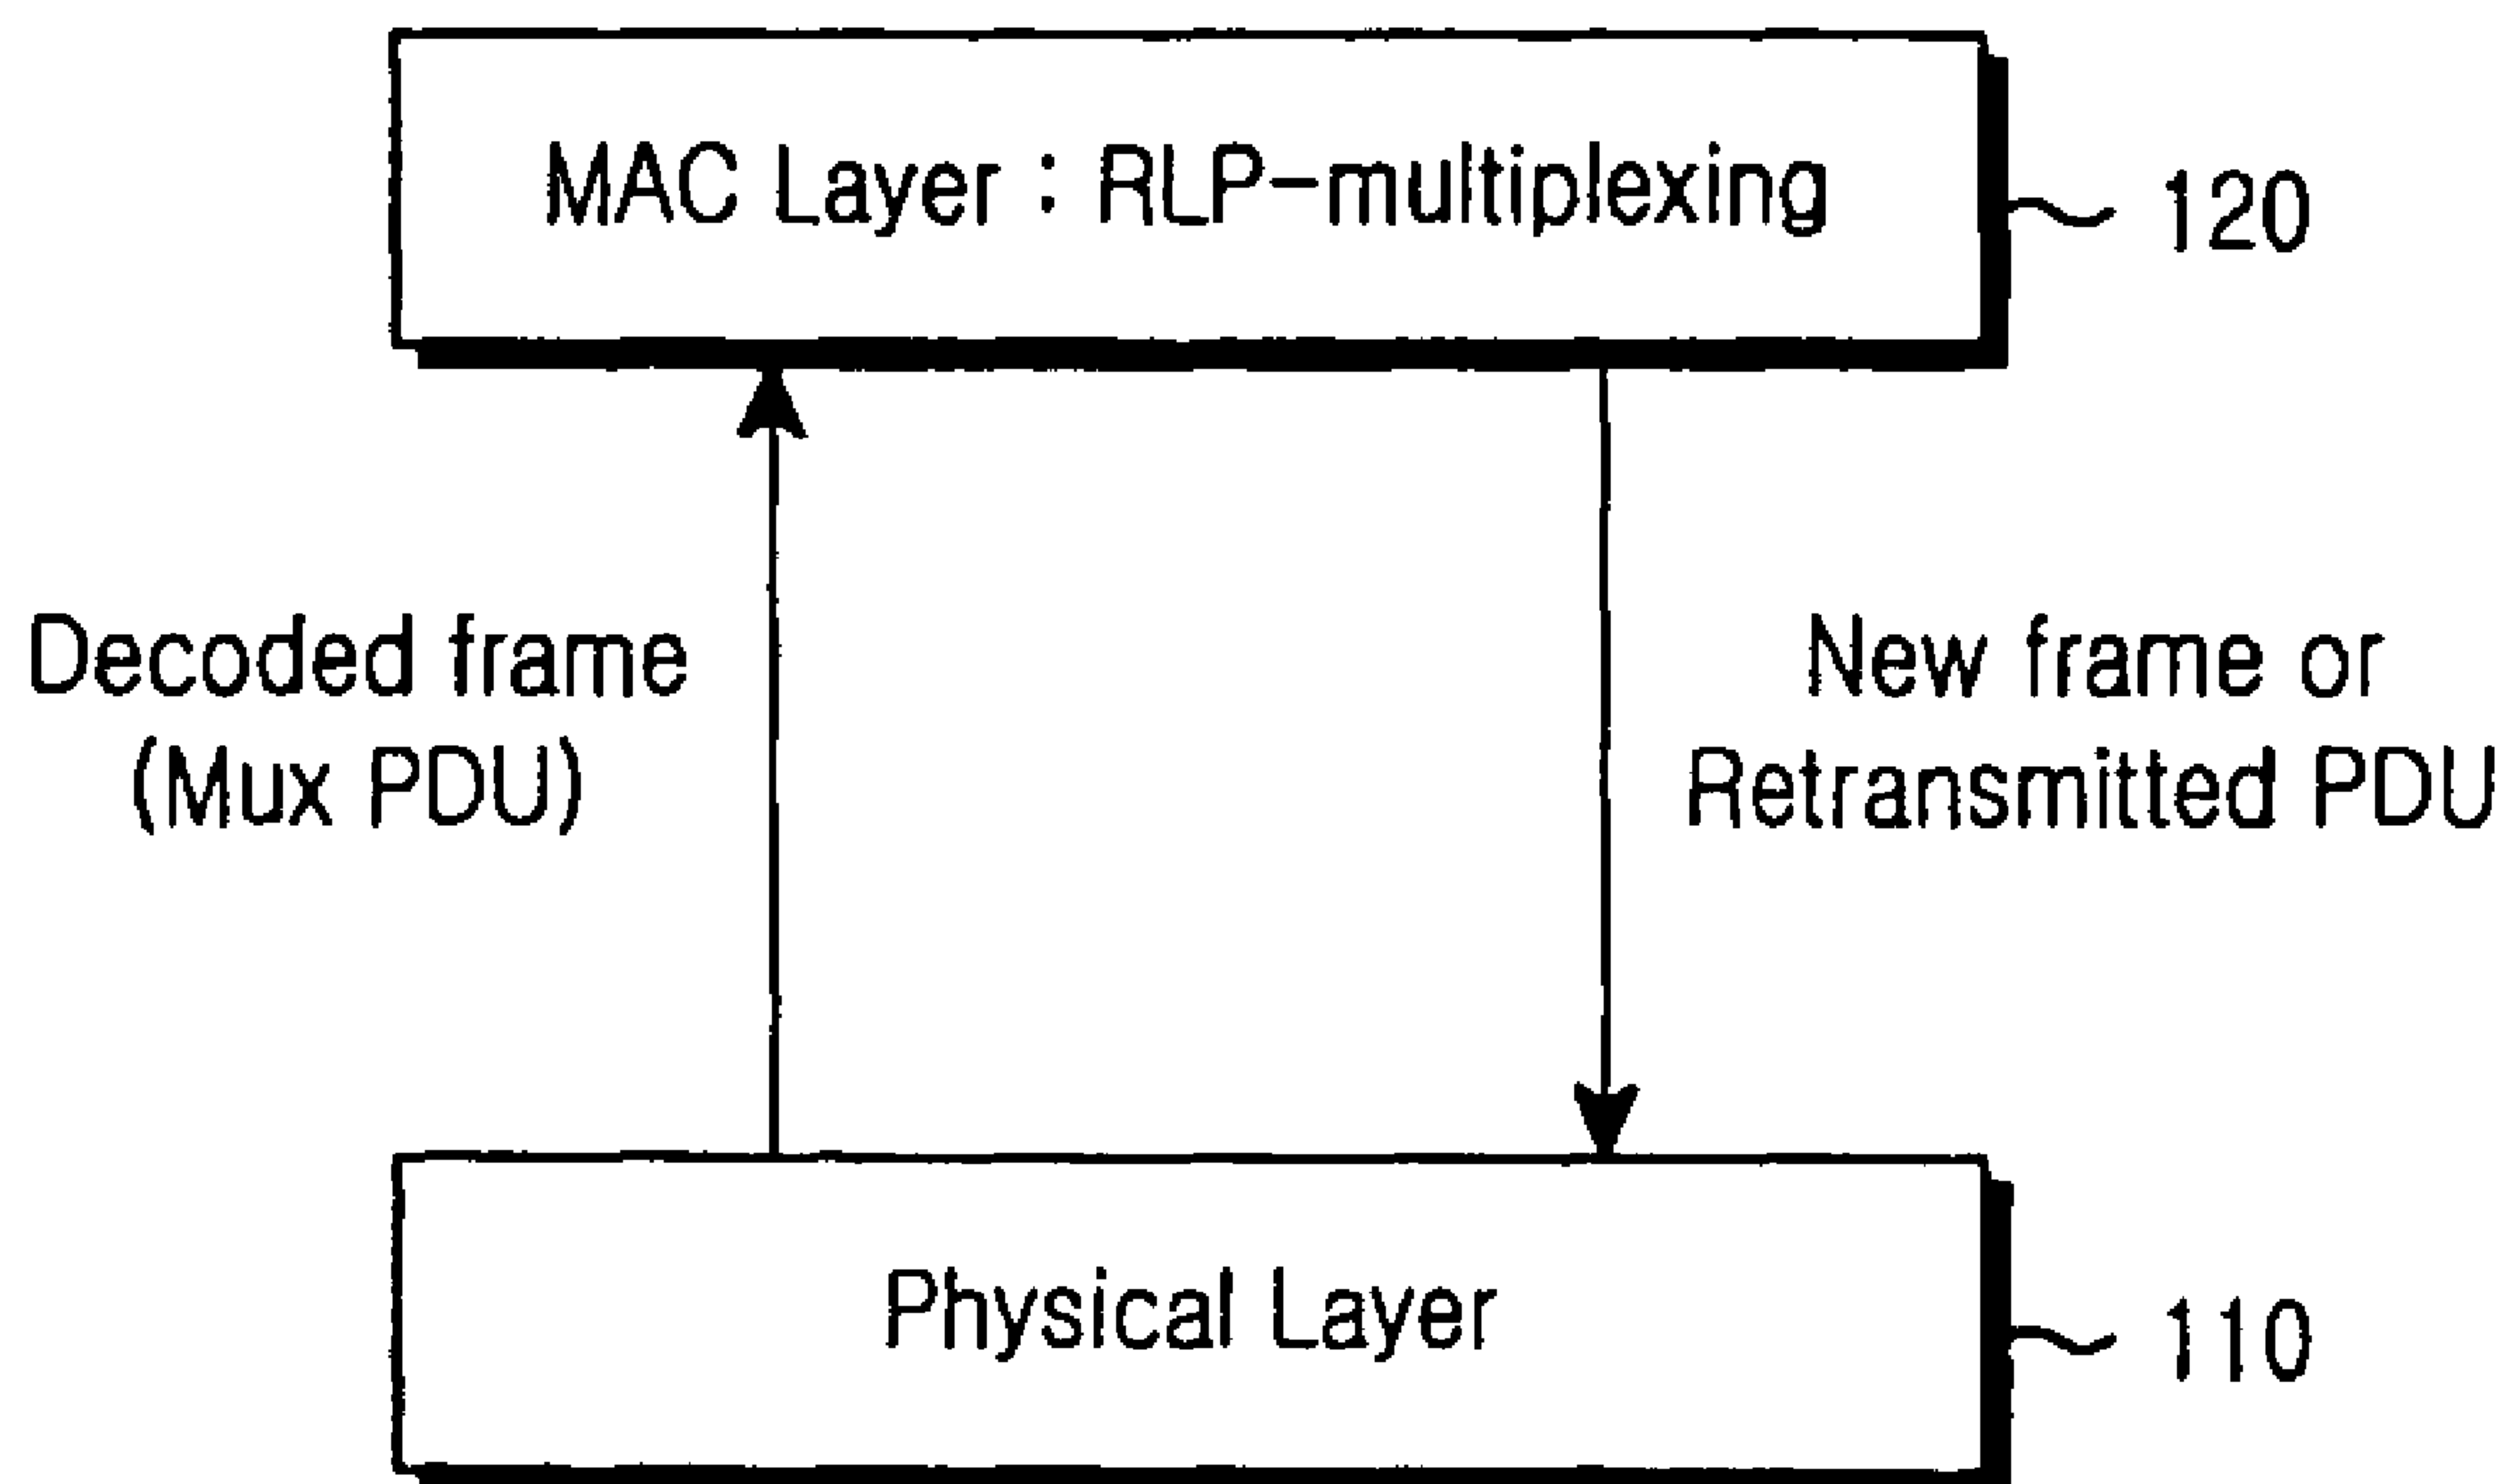 MAC Layer : RLP-multiplexing
120
Decoded frame
(Mux PDU)
New frame or
Retransmitted PDU
Physical Layer
110